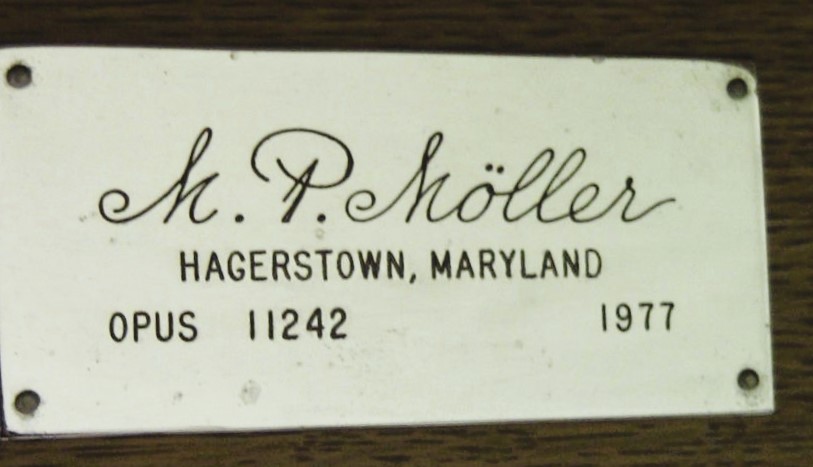 M. P. Möller
HAGERSTOWN, MARYLAND
OPUS 11242 1977